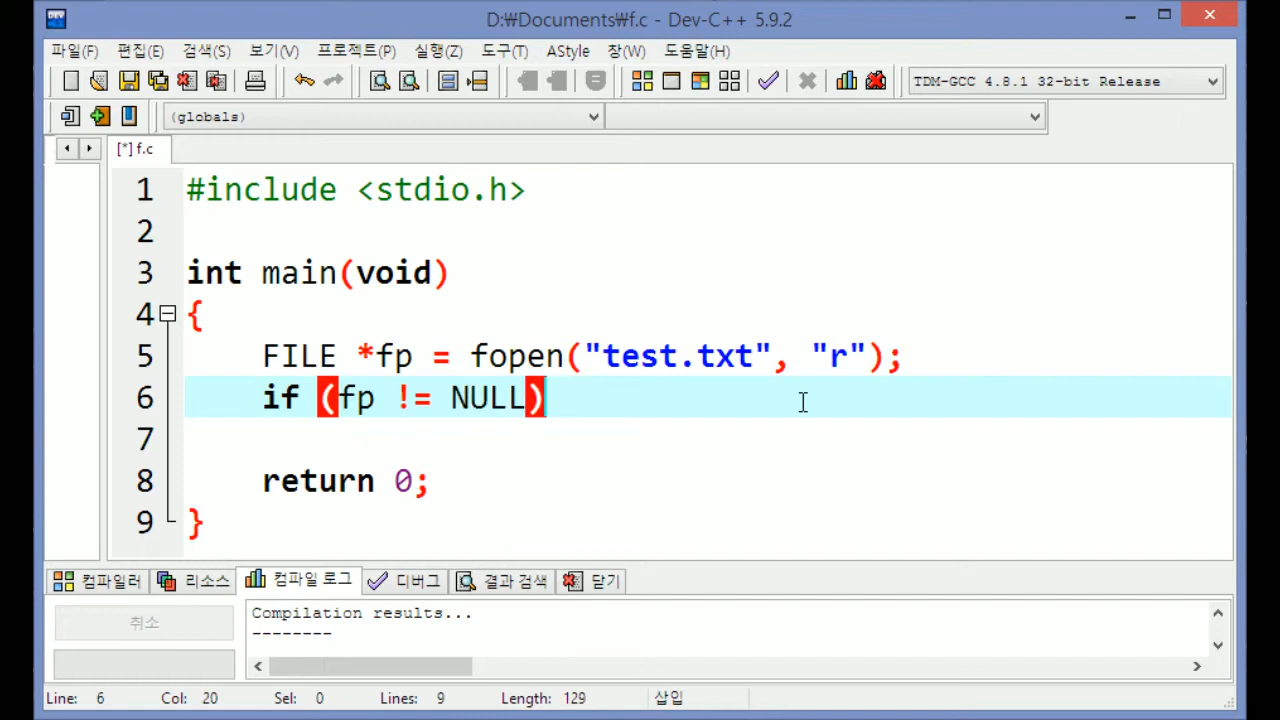 D:₩Documents₩f.c - Dev-C++ 5.9.2
파일(F) 편집(E) 검색(S) 보기(V) 프로젝트(P) 실행(Z) 도구(T) AStyle 창(W) 도움말(H)
TDM-GCC 4.8.1 32-bit Release
(globals)
[*] f.c
1 #include <stdio.h>
2
3 int main(void)
4 {
5     FILE *fp = fopen("test.txt", "r");
6     if (fp != NULL)
7
8     return 0;
9 }
컴파일러 리소스 컴파일 로그 디버그 결과 검색 닫기
취소
Compilation results...
--------
Line: 6 Col: 20 Sel: 0 Lines: 9 Length: 129 삽입